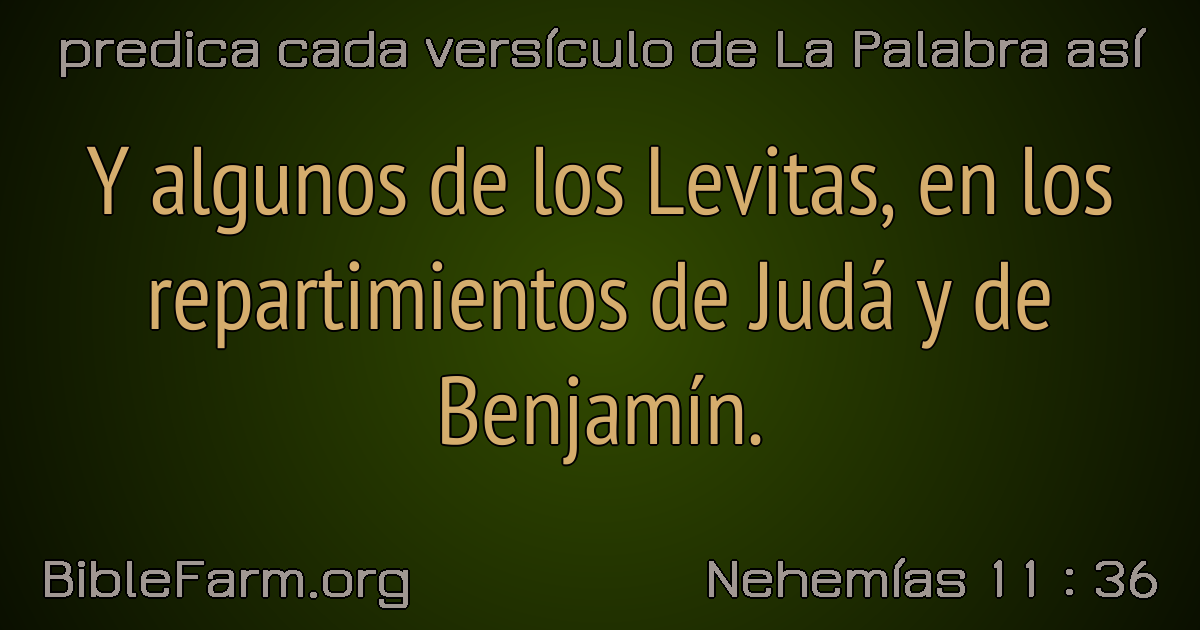 predica cada versículo de La Palabra así
Y algunos de los Levitas, en los
repartimientos de Judá y de
Benjamín.
BibleFarm.org
Nehemías 11 : 36